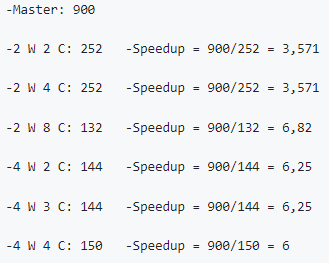 -Master: 900
-2 W 2 C: 252   -Speedup = 900/252 = 3,571
-2 W 4 C: 252   -Speedup = 900/252 = 3,571
-2 W 8 C: 132   -Speedup = 900/132 = 6,82
-4 W 2 C: 144   -Speedup = 900/144 = 6,25
-4 W 3 C: 144   -Speedup = 900/144 = 6,25
-4 W 4 C: 150   -Speedup = 900/150 = 6